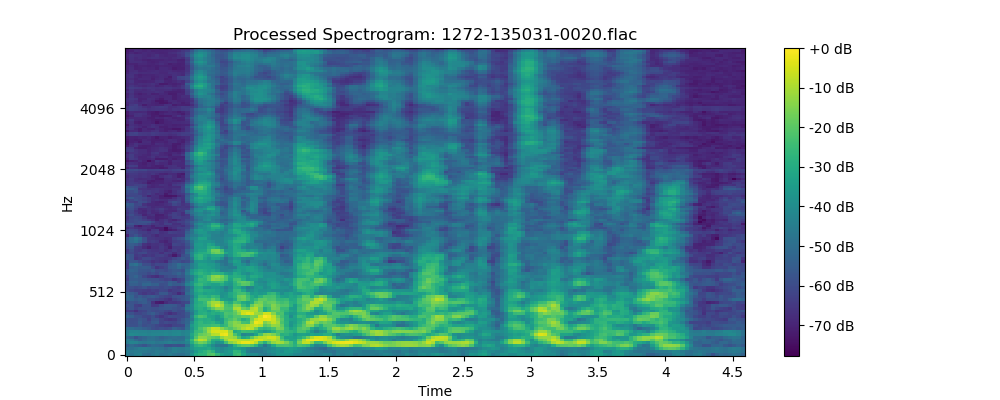 Processed Spectrogram: 1272-135031-0020.flac
Hz
4096
2048
1024
512
0
0 0.5 1 1.5 2 2.5 3 3.5 4 4.5
Time
+0 dB
-10 dB
-20 dB
-30 dB
-40 dB
-50 dB
-60 dB
-70 dB